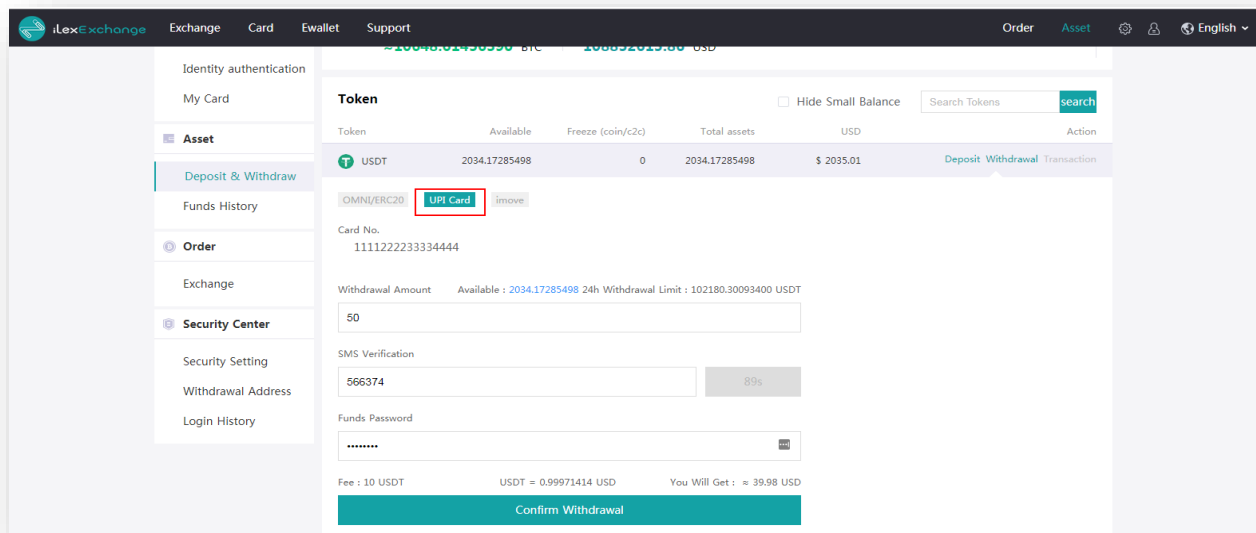 iLexExchange Exchange Card Ewallet Support Order Asset English
BTC USD
Identity authentication
My Card
Asset
Deposit & Withdraw
Funds History
Order
Exchange
Security Center
Security Setting
Withdrawal Address
Login History
Token Hide Small Balance Search Tokens search
Token Available Freeze (coin/c2c) Total assets USD Action
T USDT 2034.17285498 0 2034.17285498 $ 2035.01 Deposit Withdrawal Transaction
OMNI/ERC20 UPI Card imove
Card No.
1111222233334444
Withdrawal Amount Available : 2034.17285498 24h Withdrawal Limit : 102180.30093400 USDT
50
SMS Verification
566374 89s
Funds Password
••••••••
Fee : 10 USDT USDT = 0.99971414 USD You Will Get : ≈ 39.98 USD
Confirm Withdrawal